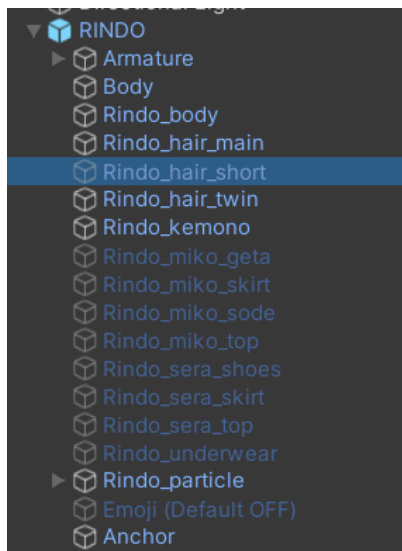 RINDO
Armature
Body
Rindo_body
Rindo_hair_main
Rindo_hair_short
Rindo_hair_twin
Rindo_kemono
Rindo_miko_geta
Rindo_miko_skirt
Rindo_miko_sode
Rindo_miko_top
Rindo_sera_shoes
Rindo_sera_skirt
Rindo_sera_top
Rindo_underwear
Rindo_particle
Emoji (Default OFF)
Anchor